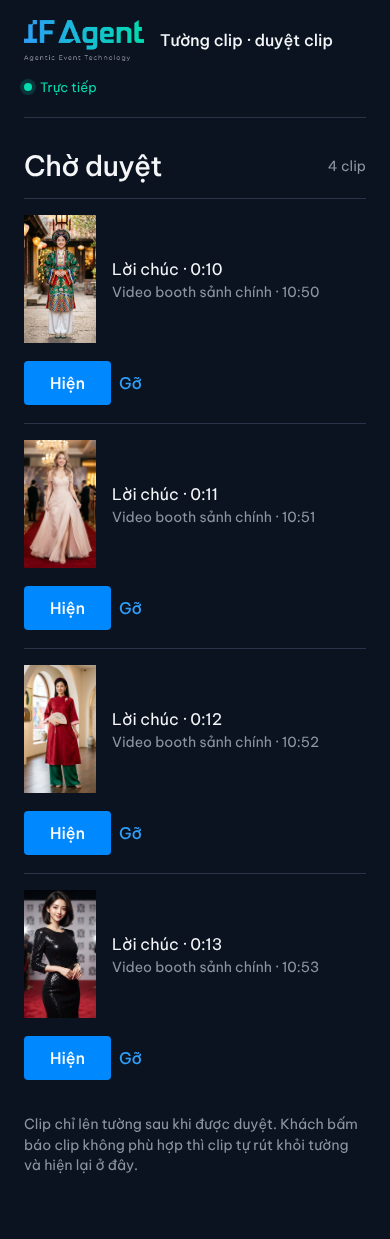 IF Agent
Agentic Event Technology
Tường clip · duyệt clip
Trực tiếp
Chờ duyệt
4 clip
Lời chúc · 0:10
Video booth sảnh chính · 10:50
Hiện
Gỡ
Lời chúc · 0:11
Video booth sảnh chính · 10:51
Hiện
Gỡ
Lời chúc · 0:12
Video booth sảnh chính · 10:52
Hiện
Gỡ
Lời chúc · 0:13
Video booth sảnh chính · 10:53
Hiện
Gỡ
Clip chỉ lên tường sau khi được duyệt. Khách bấm
báo clip không phù hợp thì clip tự rút khỏi tường
và hiện lại ở đây.